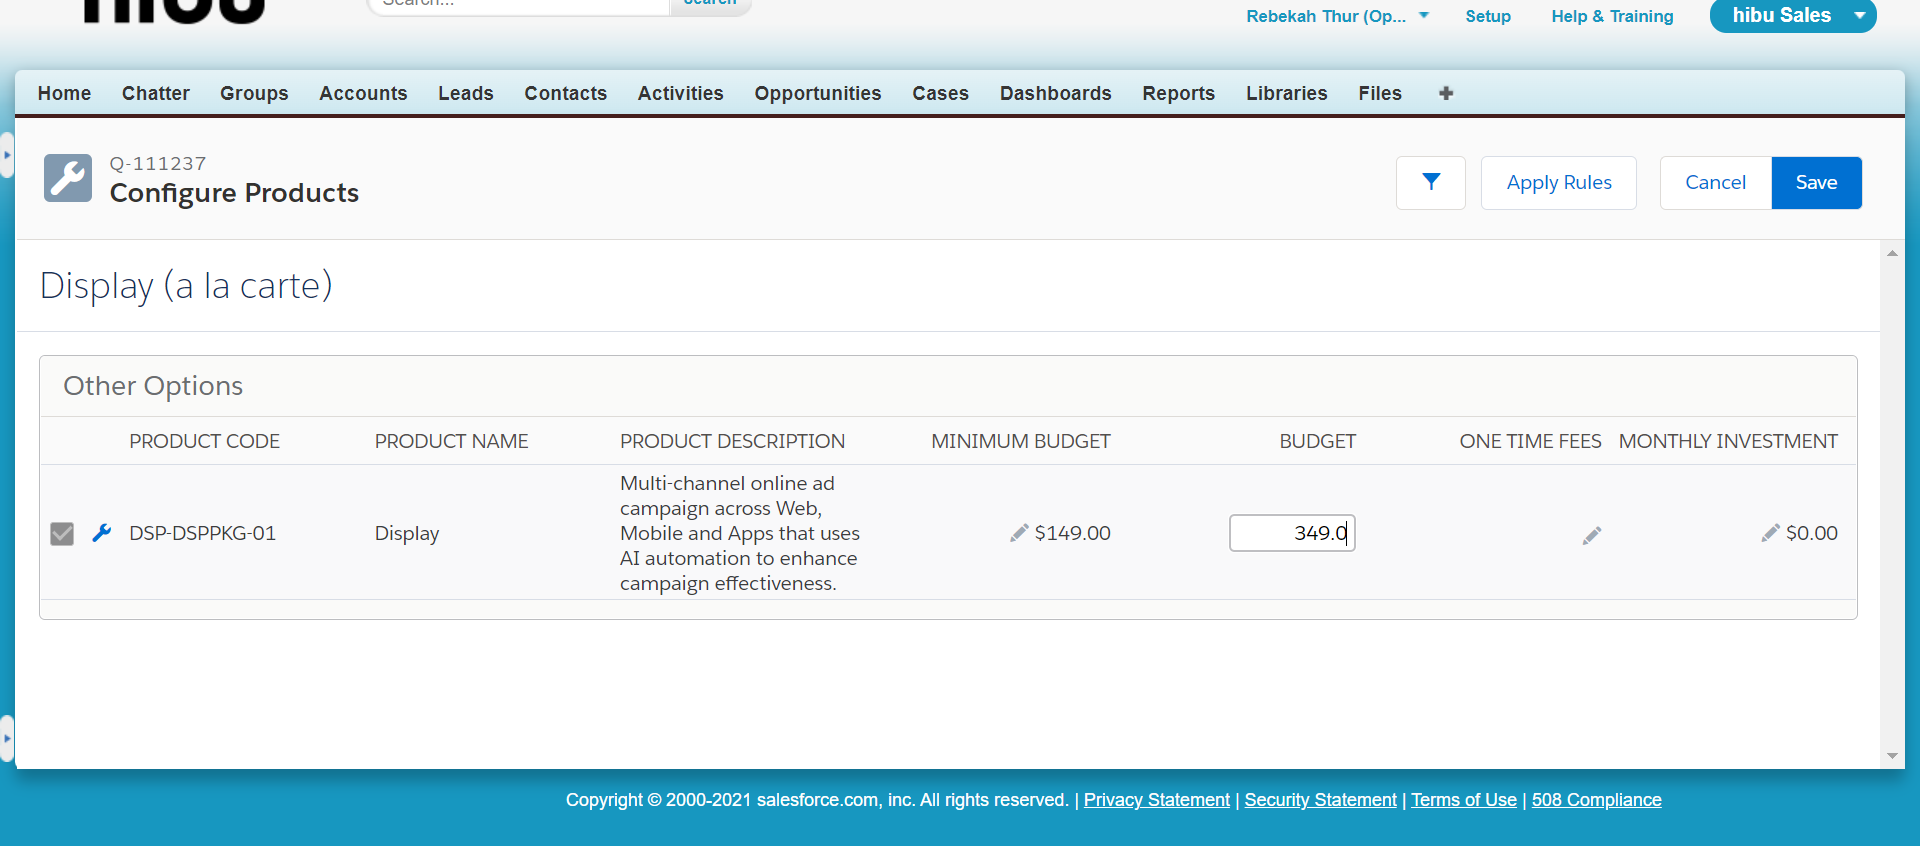 hibu
Search...
Search
Rebekah Thur (Op...
Setup
Help & Training
hibu Sales
Home Chatter Groups Accounts Leads Contacts Activities Opportunities Cases Dashboards Reports Libraries Files
Q-111237
Configure Products
Apply Rules
Cancel
Save
Display (a la carte)
Other Options
PRODUCT CODE PRODUCT NAME PRODUCT DESCRIPTION MINIMUM BUDGET BUDGET ONE TIME FEES MONTHLY INVESTMENT
Multi-channel online ad
campaign across Web,
DSP-DSPPKG-01 Display Mobile and Apps that uses $149.00 349.0 $0.00
AI automation to enhance
campaign effectiveness.
Copyright © 2000-2021 salesforce.com, inc. All rights reserved. | Privacy Statement | Security Statement | Terms of Use | 508 Compliance